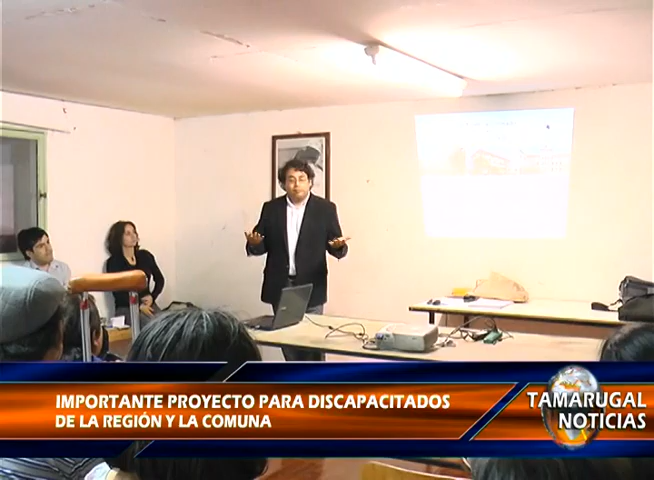 IMPORTANTE PROYECTO PARA DISCAPACITADOS
DE LA REGIÓN Y LA COMUNA
TAMARUGAL
NOTICIAS